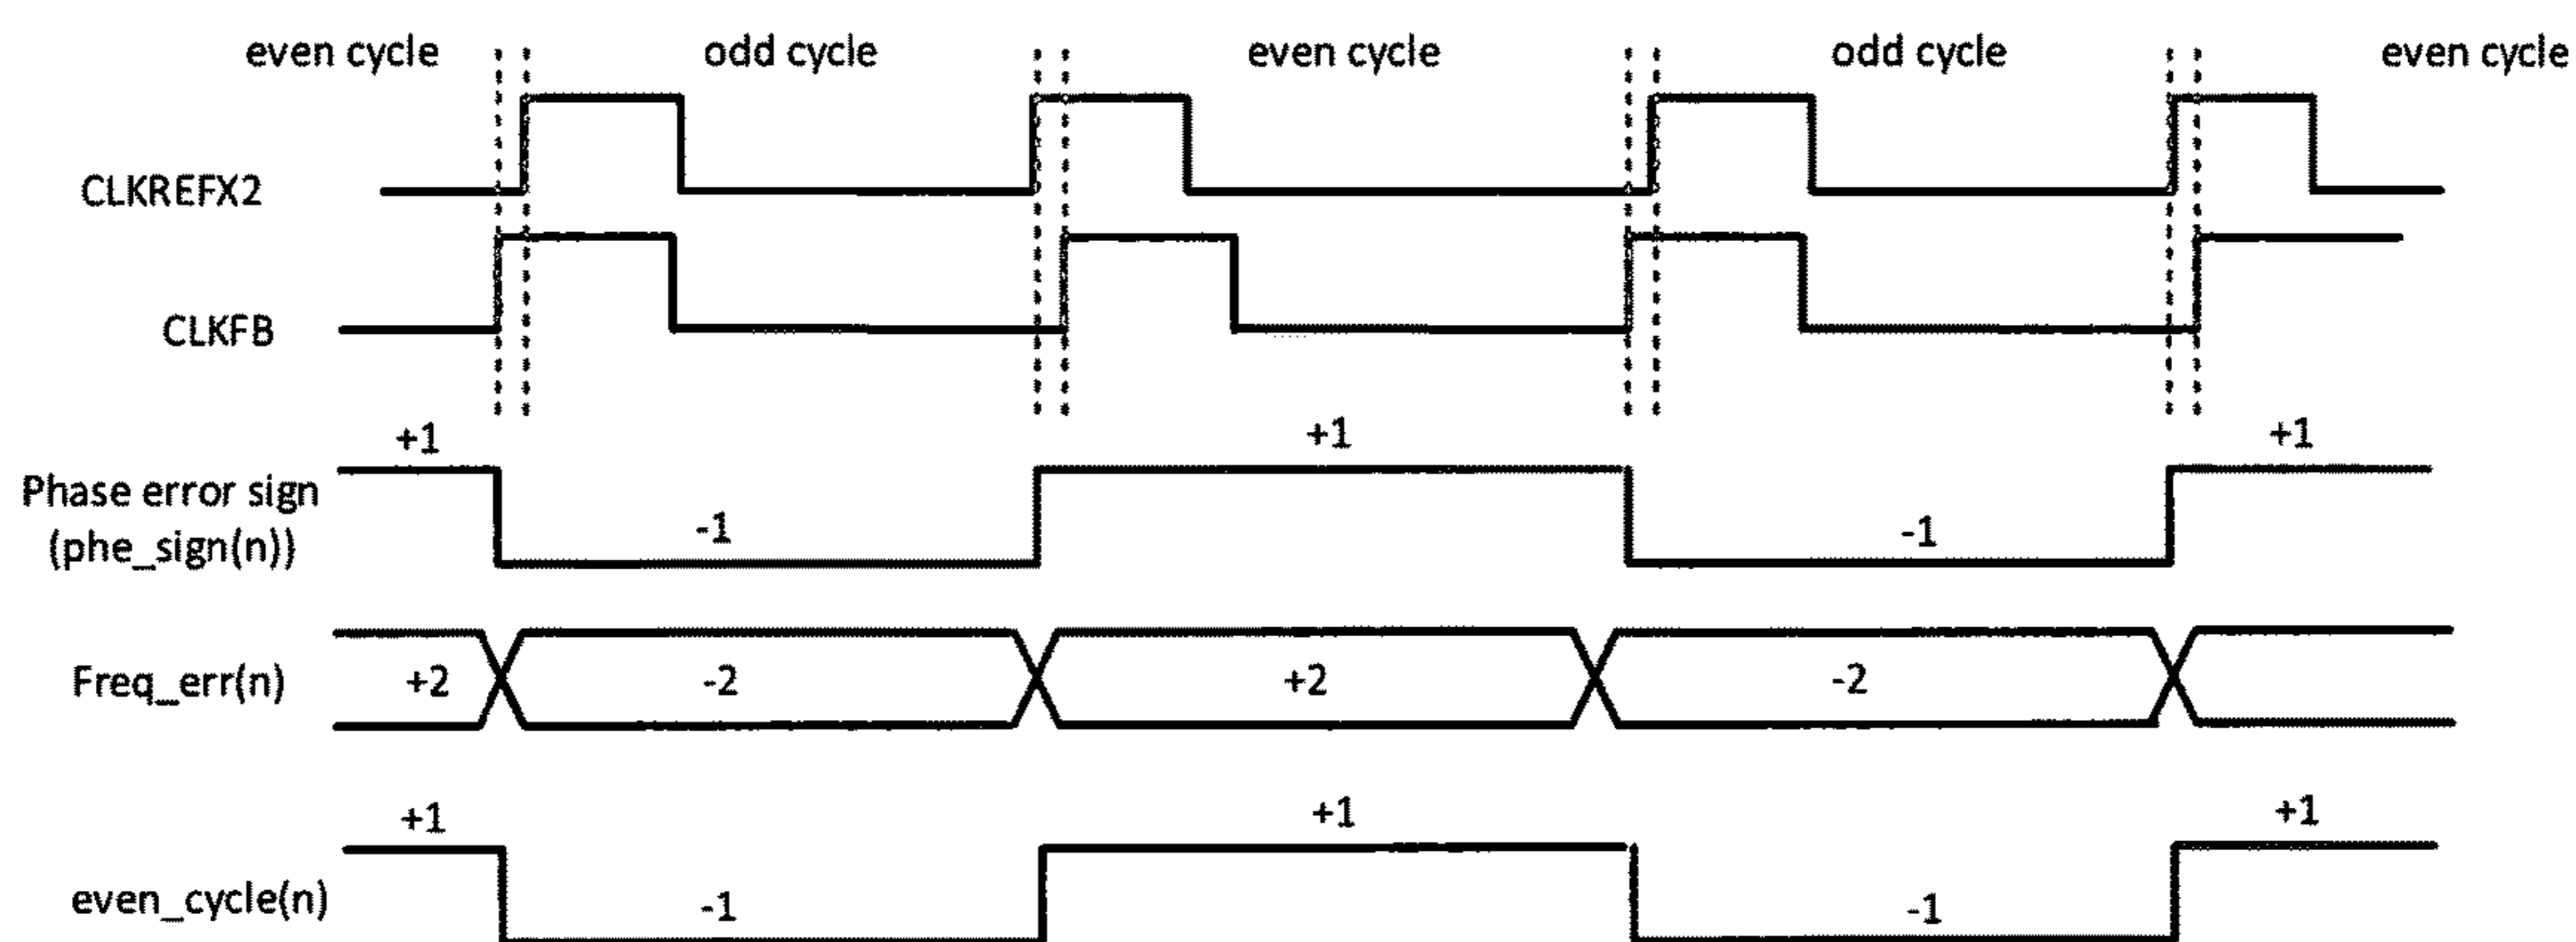 even cycle odd cycle even cycle odd cycle even cycle
CLKREFX2
CLKFB
+1 +1 +1
Phase error sign
(phe_sign(n))
-1 -1
Freq_err(n) +2 -2 +2 -2
+1 +1 +1
even_cycle(n) -1 -1